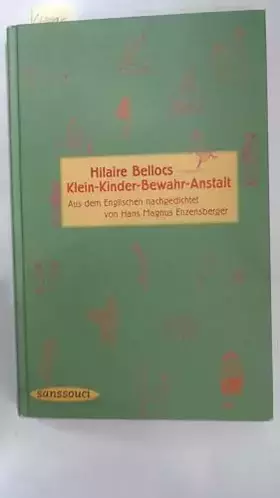 Hilaire Bellocs
Klein-Kinder-Bewahr-Anstalt
Aus dem Englischen nachgedichtet
von Hans Magnus Enzensberger
sanssouci